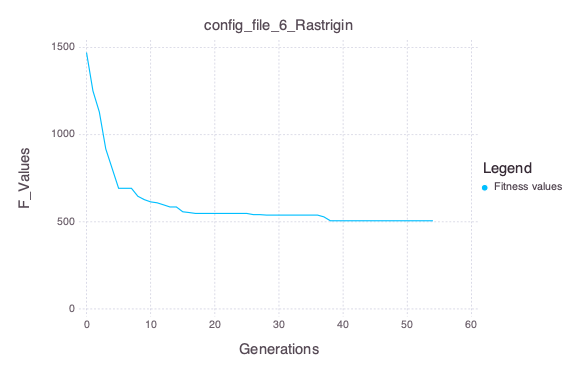 config_file_6_Rastrigin
1500
1000
500
0
F_Values
0 10 20 30 40 50 60
Generations
Legend
Fitness values